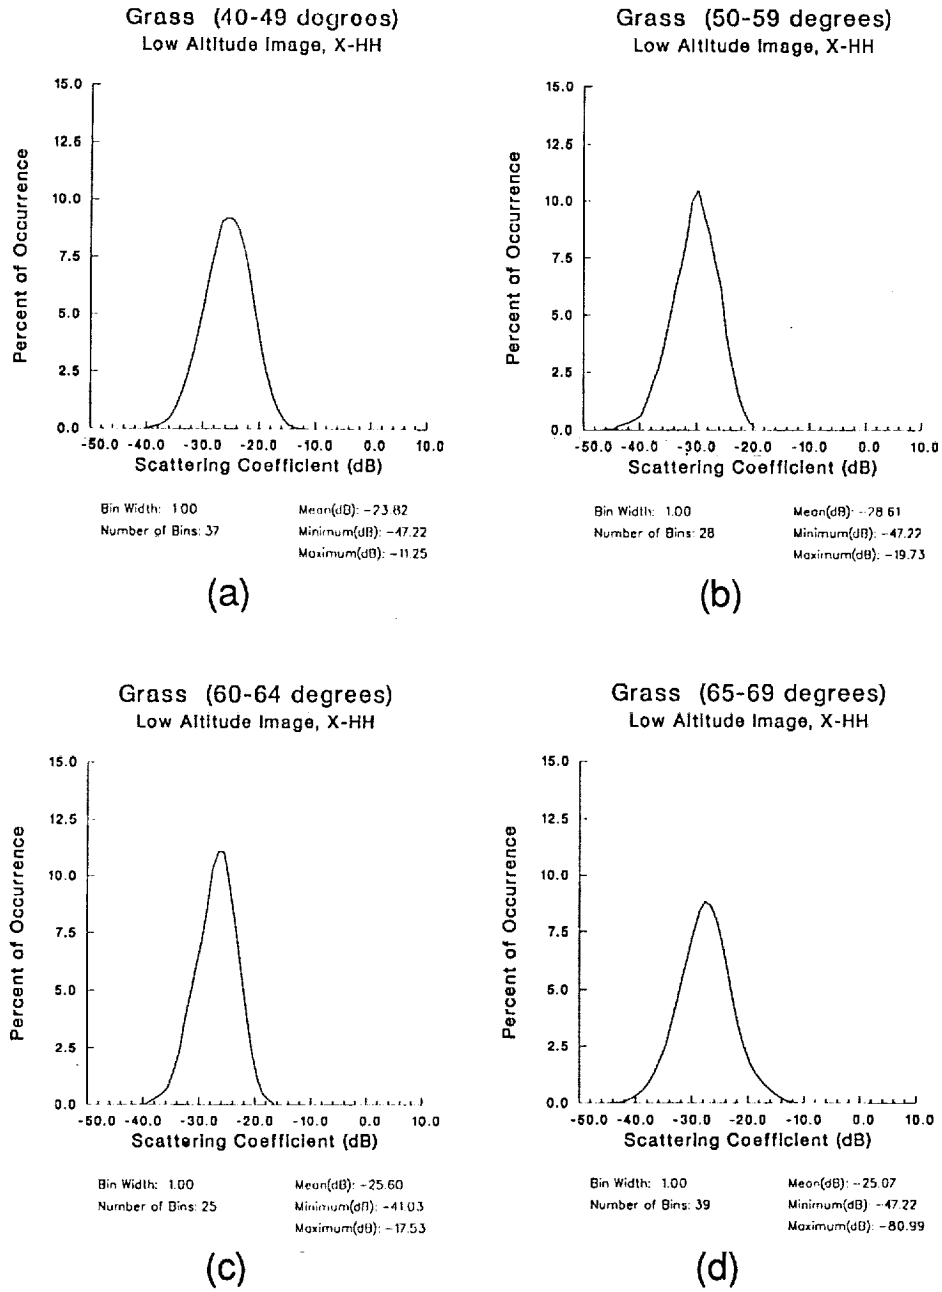 Grass (40-49 dogroos)
Low Altitude Image, X-HH
15.0
12.5
10.0
7.5
5.0
2.5
0.0
Percent of Occurrence
-50.0 -40.0 -30.0 -20.0 -10.0 0.0 10.0
Scattering Coefficient (dB)
Bin Width: 1.00
Number of Bins: 37
Mean(dB): -23.82
Minimum(dB): -47.22
Maximum(dB): -11.25
(a)
Grass (50-59 degrees)
Low Altitude Image, X-HH
15.0
12.5
10.0
7.5
5.0
2.5
0.0
Percent of Occurrence
-50.0 -40.0 -30.0 -20.0 -10.0 0.0 10.0
Scattering Coefficient (dB)
Bin Width: 1.00
Number of Bins: 28
Mean(dB): -28.61
Minimum(dB): -47.22
Maximum(dB): -19.73
(b)
Grass (60-64 degrees)
Low Altitude Image, X-HH
15.0
12.5
10.0
7.5
5.0
2.5
0.0
Percent of Occurrence
-50.0 -40.0 -30.0 -20.0 -10.0 0.0 10.0
Scattering Coefficient (dB)
Bin Width: 1.00
Number of Bins: 25
Mean(dB): -25.60
Minimum(dB): -41.03
Maximum(dB): -17.53
(c)
Grass (65-69 degrees)
Low Altitude Image, X-HH
15.0
12.5
10.0
7.5
5.0
2.5
0.0
Percent of Occurrence
-50.0 -40.0 -30.0 -20.0 -10.0 0.0 10.0
Scattering Coefficient (dB)
Bin Width: 1.00
Number of Bins: 39
Mean(dB): -25.07
Minimum(dB): -47.22
Maximum(dB): -80.99
(d)